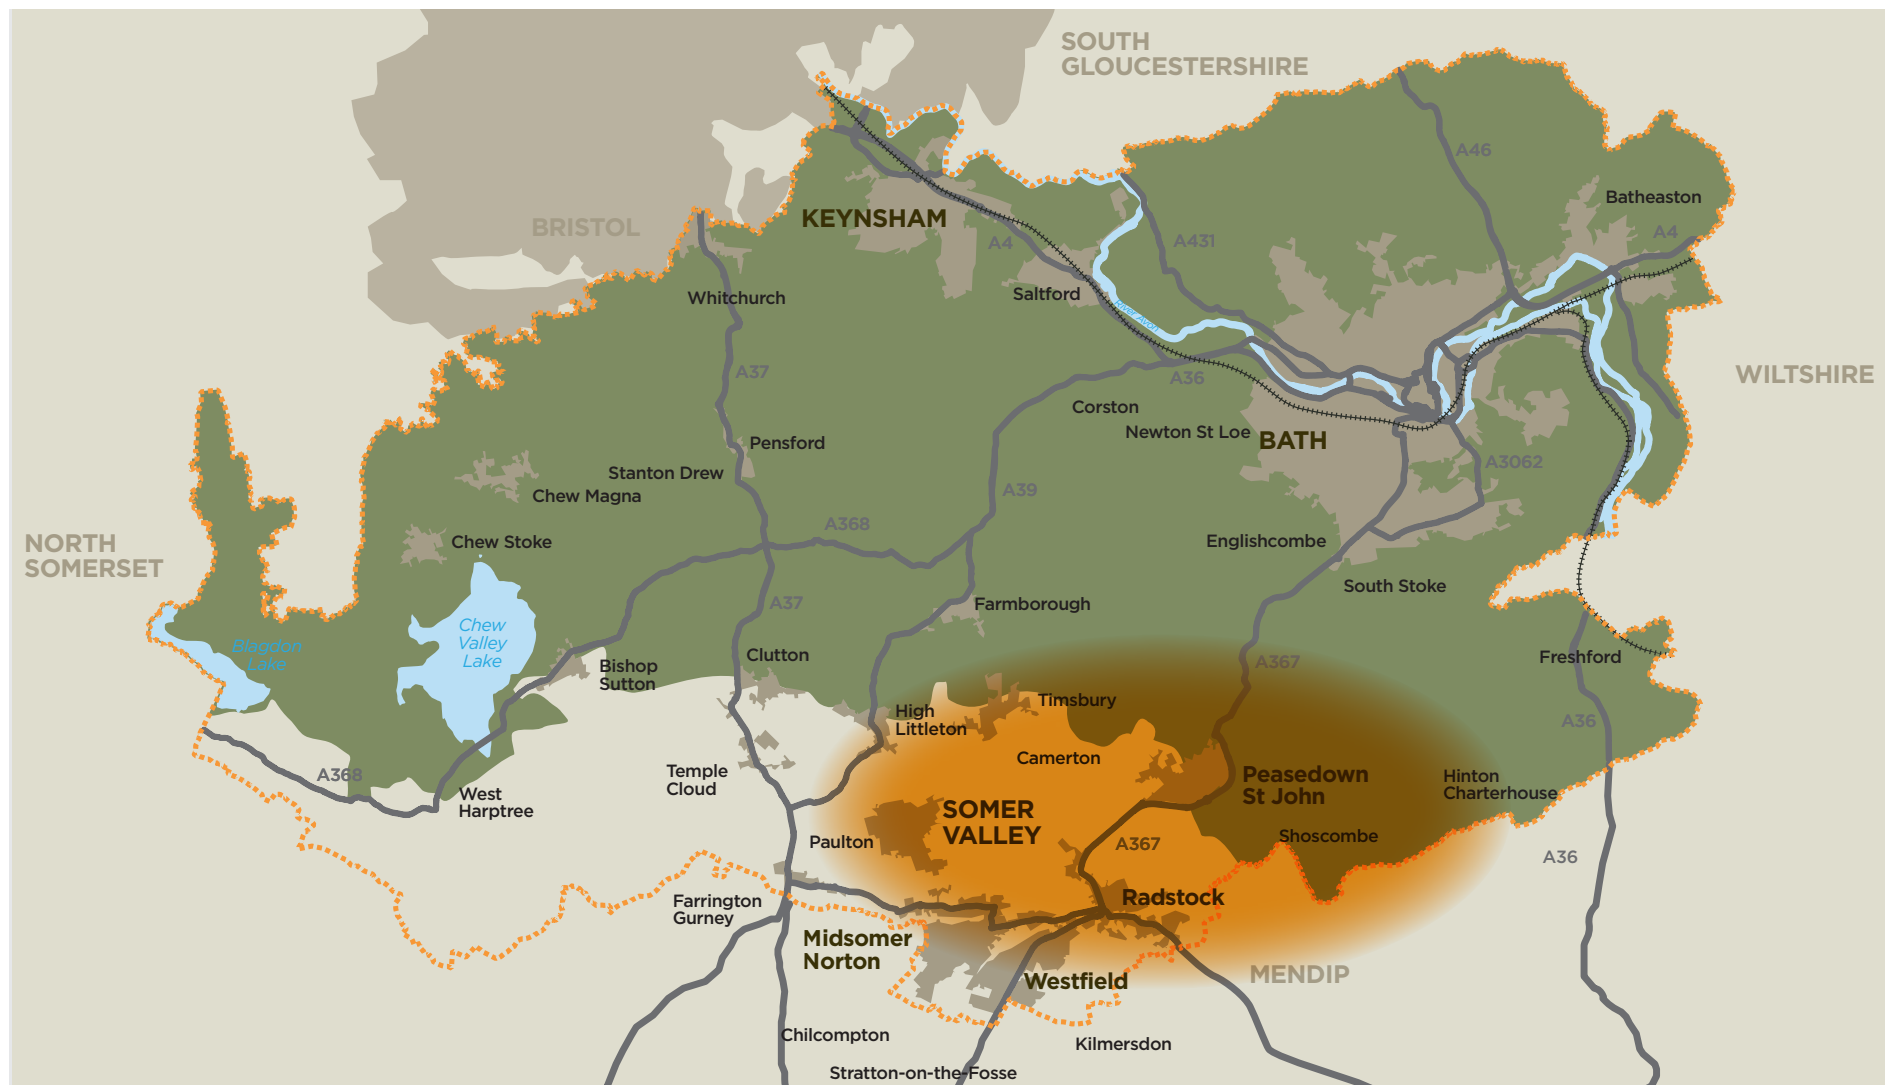 SOUTH
GLOUCESTERSHIRE
A46
Batheaston
KEYNSHAM
BRISTOL
A4
A431
A4
Whitchurch
Saltford
River Avon
A37
A36
WILTSHIRE
Corston
Newton St Loe
BATH
Pensford
Stanton Drew
A3062
Chew Magna
A39
A368
NORTH
SOMERSET
Chew Stoke
Englishcombe
South Stoke
A37
Farmborough
Chew
Valley
Lake
Blagdon
Lake
Clutton
Bishop
Sutton
A367
Freshford
Timsbury
High
Littleton
A36
Camerton
Temple
Cloud
A368
Peasedown
St John
Hinton
Charterhouse
West
Harptree
SOMER
VALLEY
Paulton
A367
Shoscombe
A36
Farrington
Gurney
Radstock
Midsomer
Norton
Westfield
MENDIP
Chilcompton
Kilmersdon
Stratton-on-the-Fosse